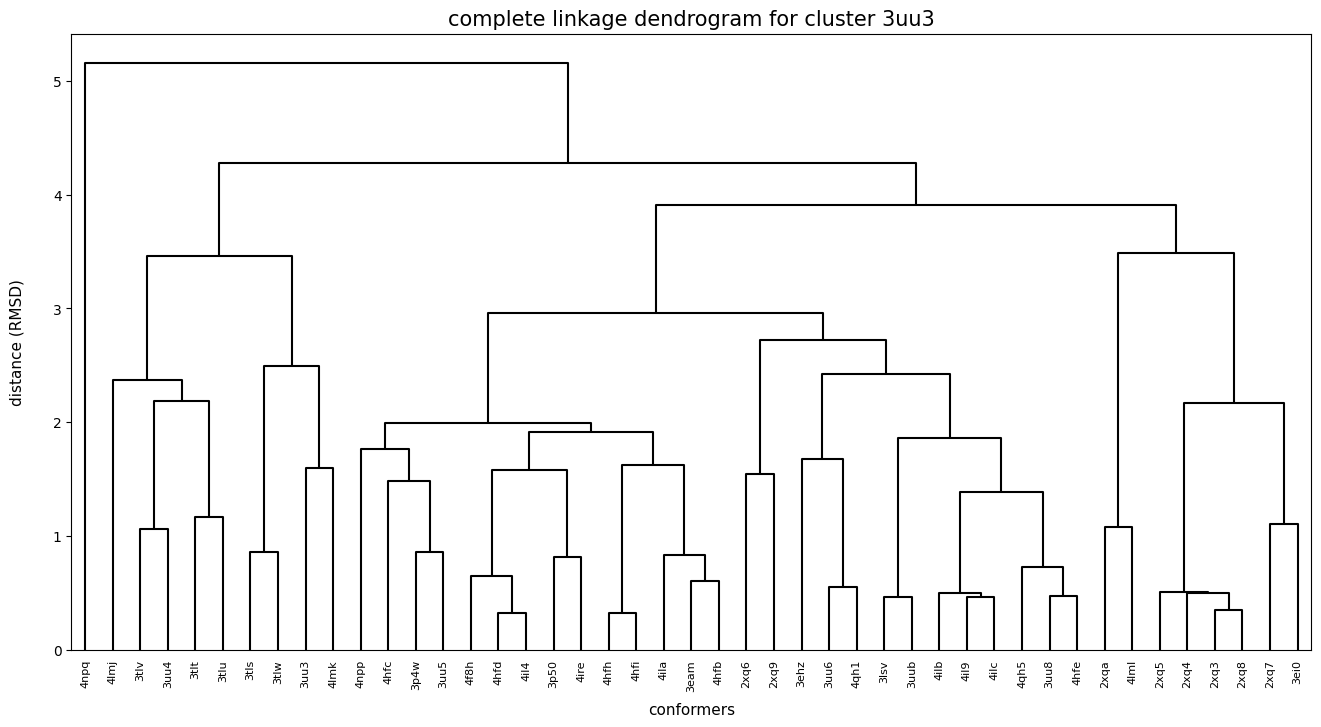 complete linkage dendrogram for cluster 3uu3
5
4
3
2
1
0
distance (RMSD)
4npq 4lmj 3tlv 3uu4 3tlt 3tlu 3tls 3tlw 3uu3 4lmk 4npp 4hfc 3p4w 3uu5 4f8h 4hfd 4il4 3p50 4ire 4hfh 4hfi 4ila 3eam 4hfb 2xq6 2xq9 3ehz 3uu6 4qh1 3lsv 3uub 4ilb 4il9 4ilc 4qh5 3uu8 4hfe 2xqa 4lml 2xq5 2xq4 2xq3 2xq8 2xq7 3ei0
conformers